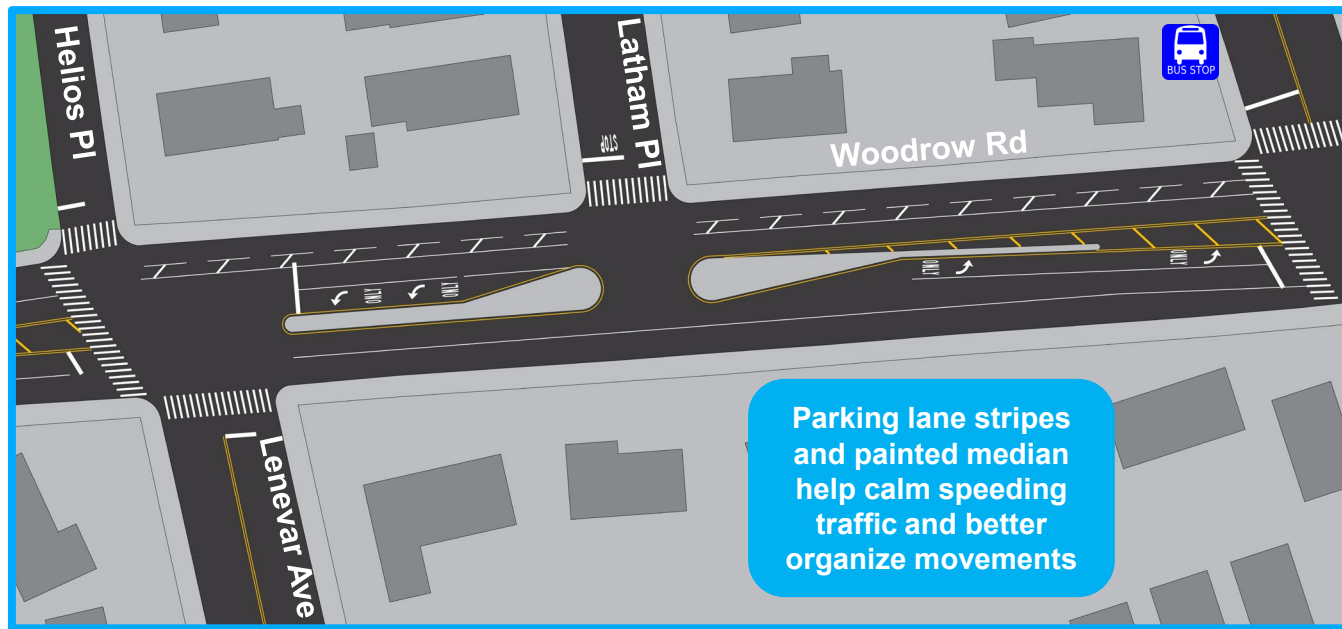 Helios Pl
Latham Pl
BUS STOP
STOP
Woodrow Rd
ONLY
ONLY
ONLY
ONLY
Lenevar Ave
Parking lane stripes
and painted median
help calm speeding
traffic and better
organize movements